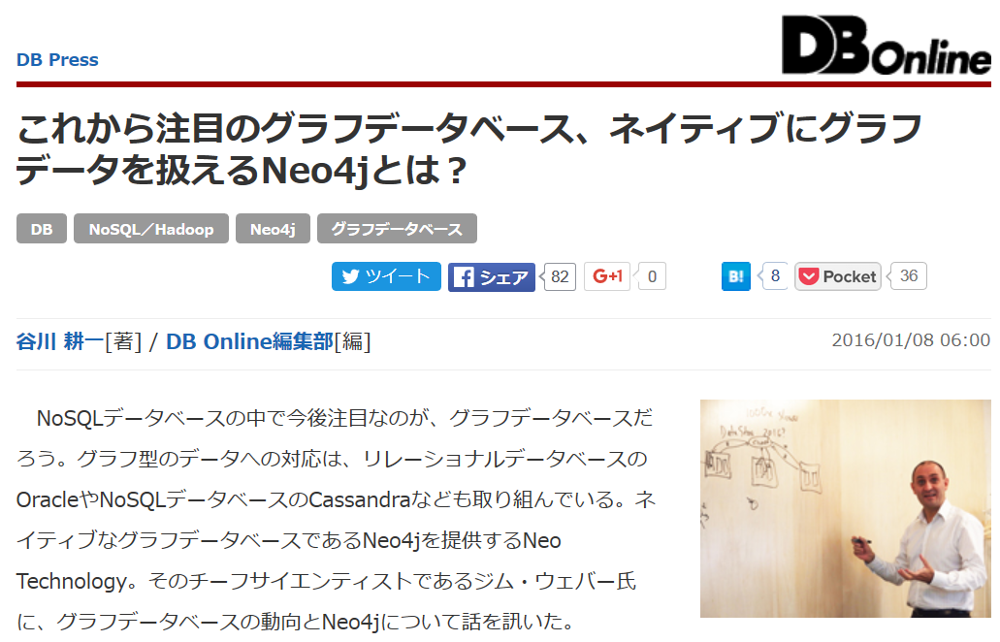 DB Press
DB Online
これから注目のグラフデータベース、ネイティブにグラフ
データを扱えるNeo4jとは？
DB
NoSQL／Hadoop
Neo4j
グラフデータベース
ツイート
シェア
82
G+1
0
B!
8
Pocket
36
谷川 耕一[著] / DB Online編集部[編]
2016/01/08 06:00
NoSQLデータベースの中で今後注目なのが、グラフデータベースだ
ろう。グラフ型のデータへの対応は、リレーショナルデータベースの
OracleやNoSQLデータベースのCassandraなども取り組んでいる。ネ
イティブなグラフデータベースであるNeo4jを提供するNeo
Technology。そのチーフサイエンティストであるジム・ウェバー氏
に、グラフデータベースの動向とNeo4jについて話を訊いた。